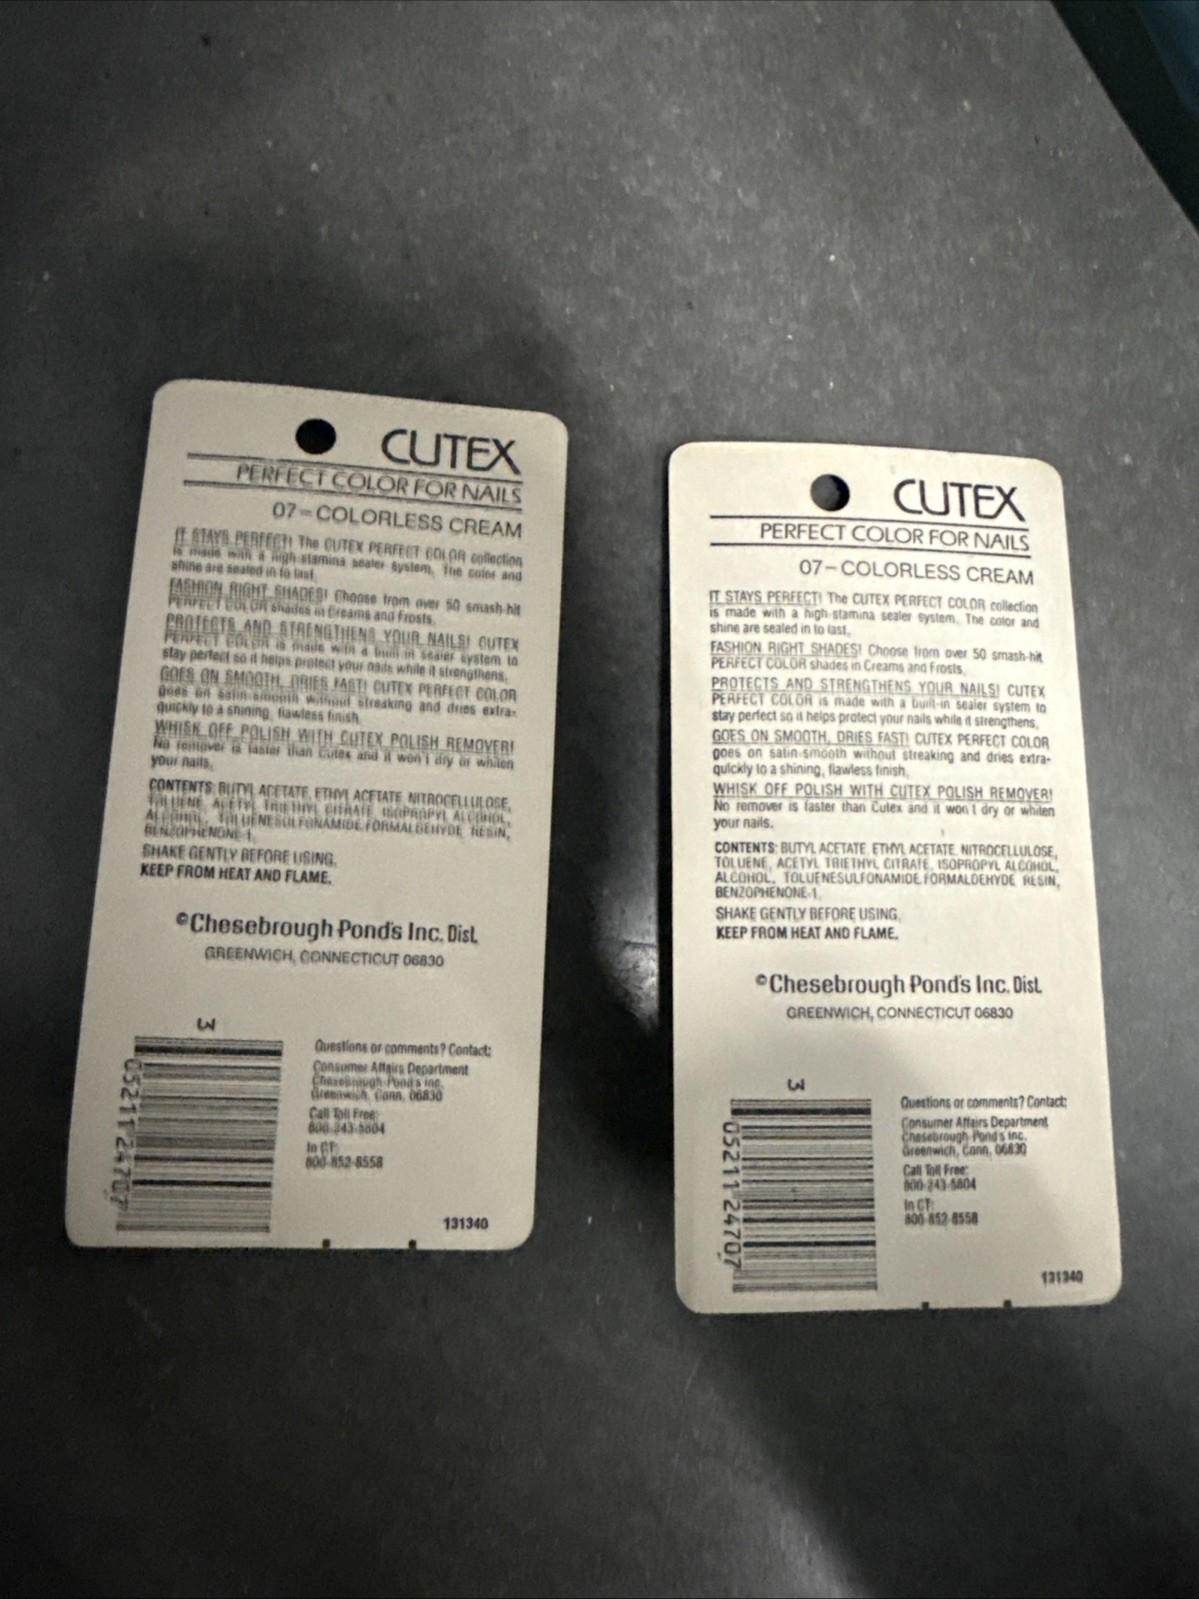 CUTEX
PERFECT COLOR FOR NAILS
07-COLORLESS CREAM
IT STAYS PERFECT! The CUTEX PERFECT COLOR collection
is made with a high stamina sealer system. The color and
shine are sealed in to last.
FASHION RIGHT SHADES! Choose from over 50 smash-hit
PERFECT COLOR shades in Creams and Frosts.
PROTECTS AND STRENGTHENS YOUR NAILS! CUTEX
PERFECT COLOR is made with a built-in sealer system to
stay perfect so it helps protect your nails while it strengthens.
GOES ON SMOOTH, DRIES FAST! CUTEX PERFECT COLOR
goes on satin-smooth without streaking and dries extra-
quickly to a shining, flawless finish.
WHISK OFF POLISH WITH CUTEX POLISH REMOVER!
No remover is faster than Cutex and it won't dry or whiten
your nails.
CONTENTS: BUTYL ACETATE, ETHYL ACETATE NITROCELLULOSE,
TOLUENE, ACETYL TRIETHYL CITRATE, ISOPROPYL ALCOHOL,
ALCOHOL, TOLUENESULFONAMIDE FORMALDEHYDE RESIN,
BENZOPHENONE-1.
SHAKE GENTLY BEFORE USING.
KEEP FROM HEAT AND FLAME.
©Chesebrough-Pond's Inc. Dist.
GREENWICH, CONNECTICUT 06830
3
05211 24707
Questions or comments? Contact:
Consumer Affairs Department
Chesebrough-Pond's Inc.
Greenwich, Conn. 06830
Call Toll Free:
800-243-5804
In CT:
800-852-8558
131340
CUTEX
PERFECT COLOR FOR NAILS
07-COLORLESS CREAM
IT STAYS PERFECT! The CUTEX PERFECT COLOR collection
is made with a high-stamina sealer system. The color and
shine are sealed in to last.
FASHION RIGHT SHADES! Choose from over 50 smash-hit
PERFECT COLOR shades in Creams and Frosts.
PROTECTS AND STRENGTHENS YOUR NAILS! CUTEX
PERFECT COLOR is made with a built-in sealer system to
stay perfect so it helps protect your nails while it strengthens.
GOES ON SMOOTH, DRIES FAST! CUTEX PERFECT COLOR
goes on satin-smooth without streaking and dries extra-
quickly to a shining, flawless finish.
WHISK OFF POLISH WITH CUTEX POLISH REMOVER!
No remover is faster than Cutex and it won't dry or whiten
your nails.
CONTENTS: BUTYL ACETATE, ETHYL ACETATE, NITROCELLULOSE,
TOLUENE, ACETYL TRIETHYL CITRATE, ISOPROPYL ALCOHOL,
ALCOHOL, TOLUENESULFONAMIDE FORMALDEHYDE RESIN,
BENZOPHENONE-1.
SHAKE GENTLY BEFORE USING.
KEEP FROM HEAT AND FLAME.
©Chesebrough-Pond's Inc. Dist.
GREENWICH, CONNECTICUT 06830
3
05211 24707
Questions or comments? Contact:
Consumer Affairs Department
Chesebrough-Pond's Inc.
Greenwich, Conn. 06830
Call Toll Free:
800-243-5804
In CT:
800-852-8558
131340